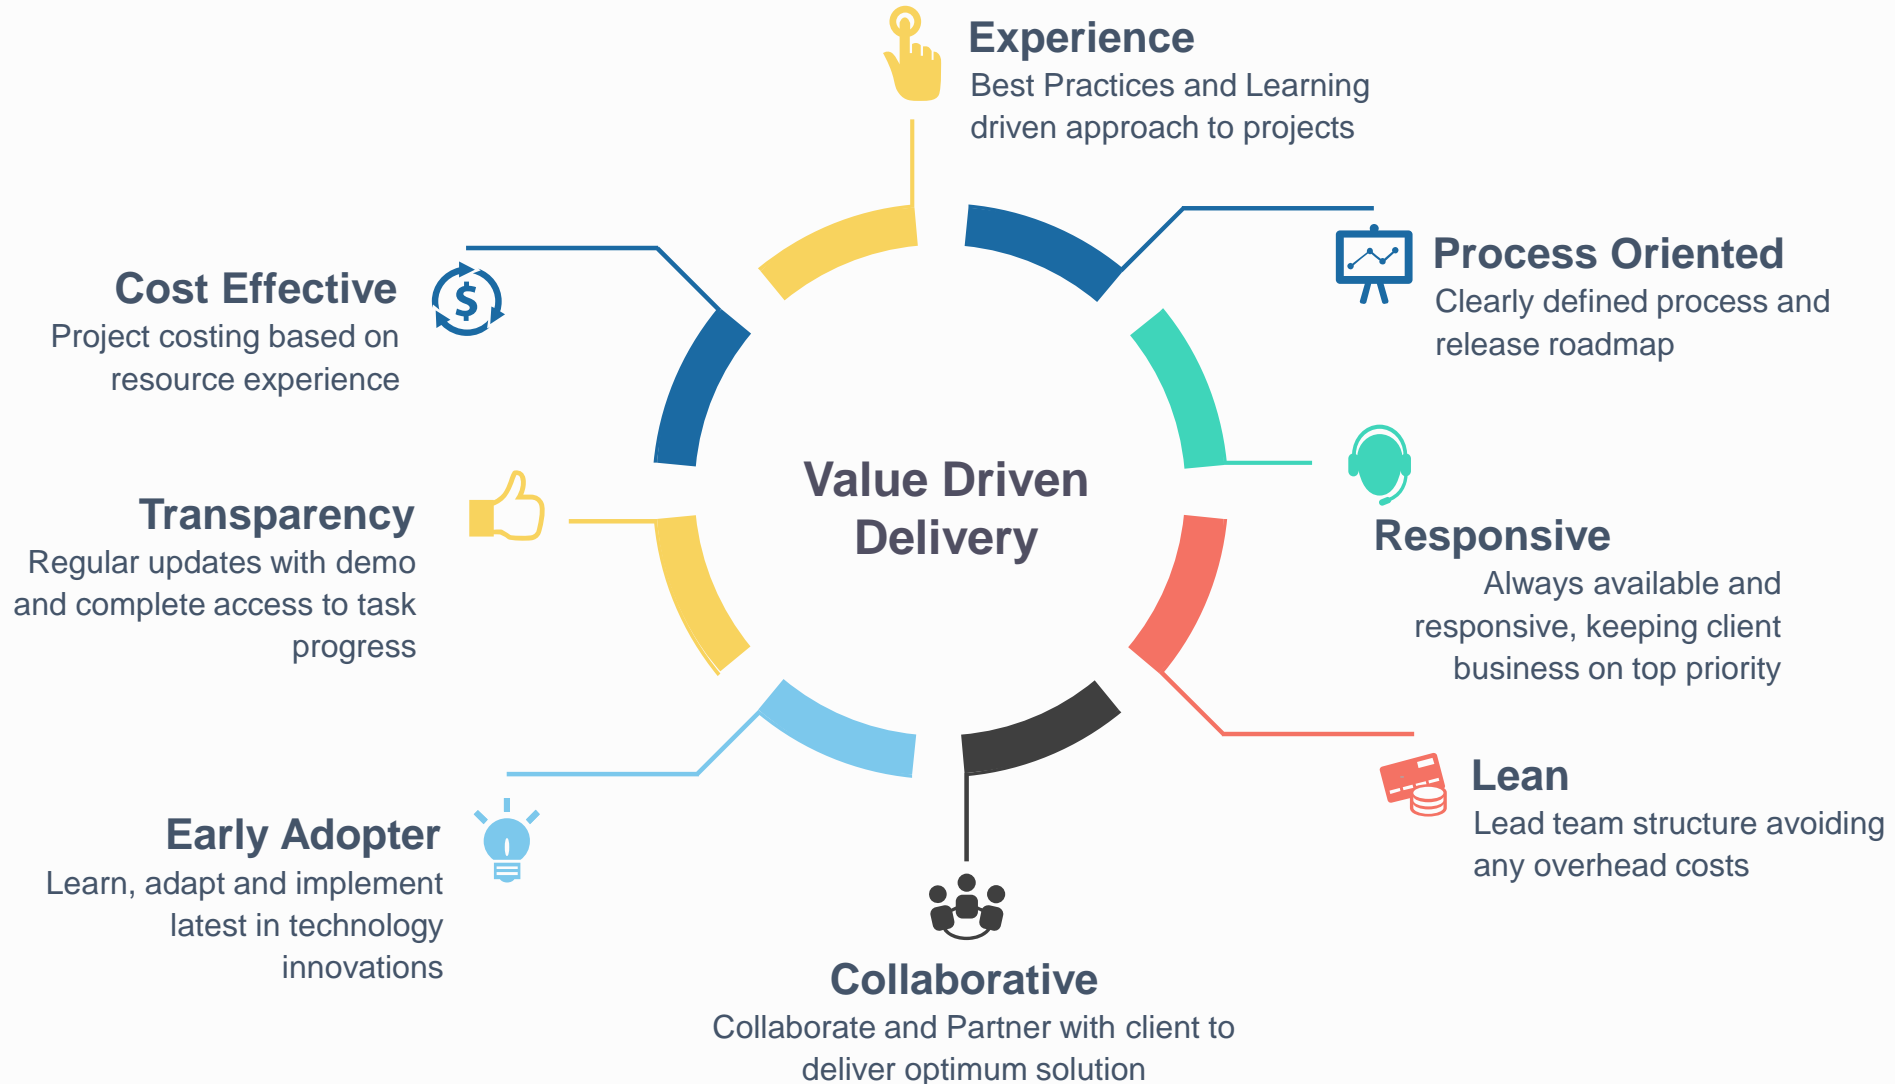 Experience
Best Practices and Learning
driven approach to projects
Process Oriented
Clearly defined process and
release roadmap
Responsive
Always available and
responsive, keeping client
business on top priority
Lean
Lead team structure avoiding
any overhead costs
Collaborative
Collaborate and Partner with client to
deliver optimum solution
Early Adopter
Learn, adapt and implement
latest in technology
innovations
Transparency
Regular updates with demo
and complete access to task
progress
Cost Effective
Project costing based on
resource experience
$
Value Driven
Delivery